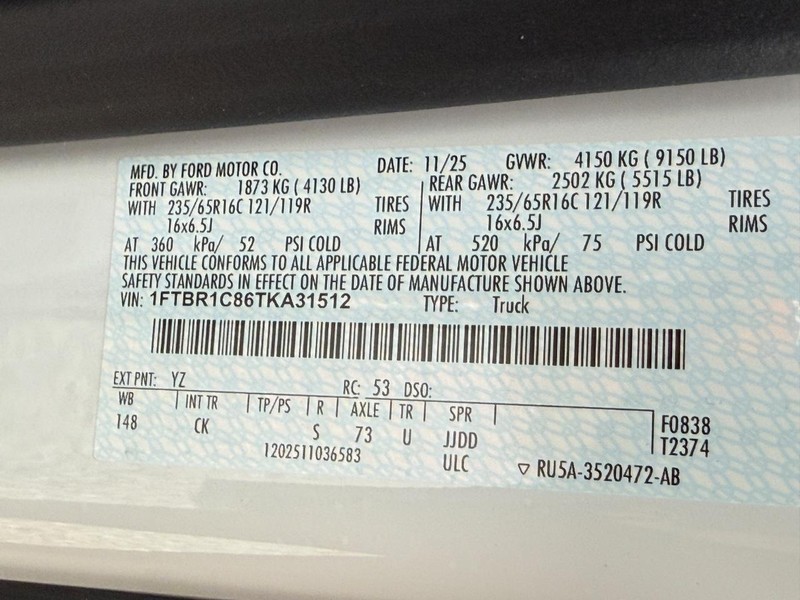 MFD. BY FORD MOTOR CO. DATE: 11/25 GVWR: 4150 KG ( 9150 LB)
FRONT GAWR: 1873 KG ( 4130 LB) REAR GAWR: 2502 KG ( 5515 LB)
WITH 235/65R16C 121/119R TIRES WITH 235/65R16C 121/119R TIRES
16x6.5J RIMS 16x6.5J RIMS
AT 360 kPa/ 52 PSI COLD AT 520 kPa/ 75 PSI COLD
THIS VEHICLE CONFORMS TO ALL APPLICABLE FEDERAL MOTOR VEHICLE
SAFETY STANDARDS IN EFFECT ON THE DATE OF MANUFACTURE SHOWN ABOVE.
VIN: 1FTBR1C86TKA31512 TYPE: Truck
EXT PNT: YZ RC: 53 DSO:
WB INT TR TP/PS R AXLE TR SPR F0838
148 CK S 73 U JJDD T2374
1202511036583 ULC RU5A-3520472-AB